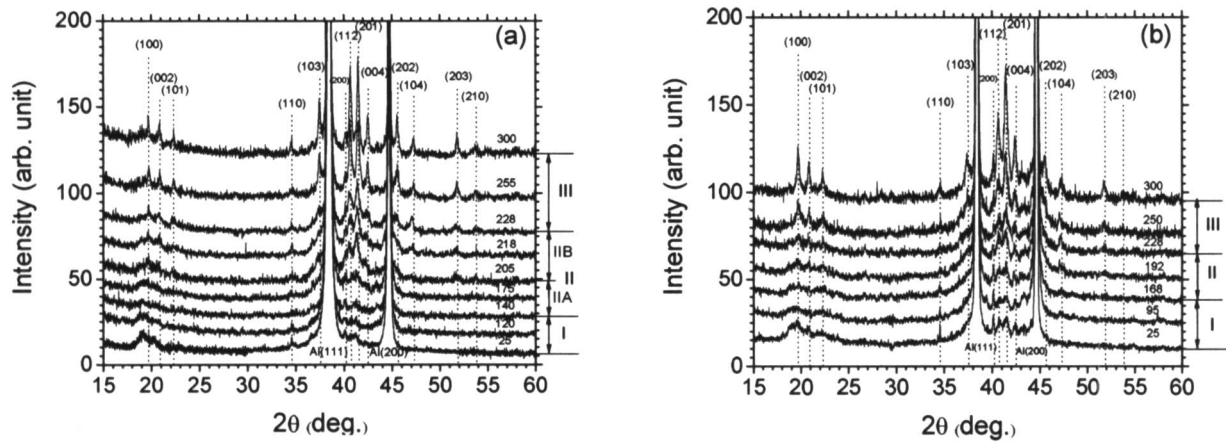 (a)
Intensity (arb. unit)
200
150
100
50
0
(100)
(002)
(101)
(110)
(103)
(200)
(112)
(201)
(004)
(202)
(104)
(203)
(210)
300
255
228
218
205
175
140
120
25
III
IIB
II
IIA
I
Al(111)
Al(200)
15 20 25 30 35 40 45 50 55 60
2θ (deg.)
(b)
Intensity (arb. unit)
200
150
100
50
0
(100)
(002)
(101)
(110)
(103)
(200)
(112)
(201)
(004)
(202)
(104)
(203)
(210)
300
250
228
192
168
95
25
III
II
I
Al(111)
Al(200)
15 20 25 30 35 40 45 50 55 60
2θ (deg.)